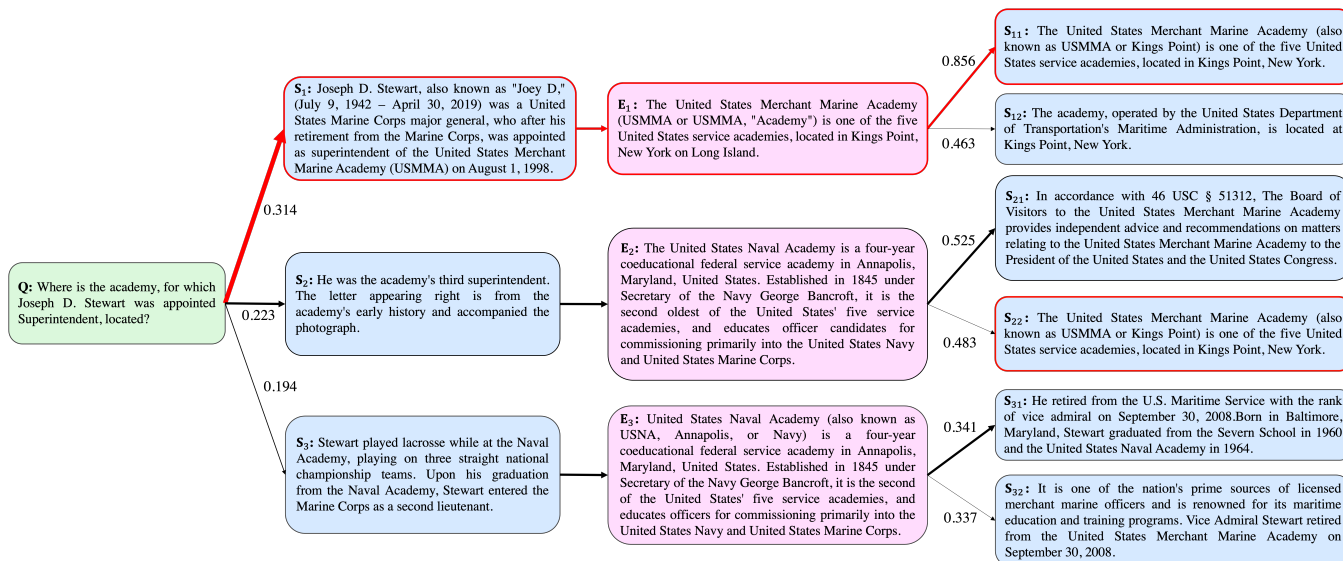 Q: Where is the academy, for which
Joseph D. Stewart was appointed
Superintendent, located?
0.314
0.223
0.194
S1: Joseph D. Stewart, also known as "Joey D,"
(July 9, 1942 – April 30, 2019) was a United
States Marine Corps major general, who after his
retirement from the Marine Corps, was appointed
as superintendent of the United States Merchant
Marine Academy (USMMA) on August 1, 1998.
S2: He was the academy's third superintendent.
The letter appearing right is from the
academy's early history and accompanied the
photograph.
S3: Stewart played lacrosse while at the Naval
Academy, playing on three straight national
championship teams. Upon his graduation
from the Naval Academy, Stewart entered the
Marine Corps as a second lieutenant.
E1: The United States Merchant Marine Academy
(USMMA or USMMA, "Academy") is one of the five
United States service academies, located in Kings Point,
New York on Long Island.
E2: The United States Naval Academy is a four-year
coeducational federal service academy in Annapolis,
Maryland, United States. Established in 1845 under
Secretary of the Navy George Bancroft, it is the
second oldest of the United States' five service
academies, and educates officer candidates for
commissioning primarily into the United States Navy
and United States Marine Corps.
E3: United States Naval Academy (also known as
USNA, Annapolis, or Navy) is a four-year
coeducational federal service academy in Annapolis,
Maryland, United States. Established in 1845 under
Secretary of the Navy George Bancroft, it is the second
of the United States' five service academies, and
educates officers for commissioning primarily into the
United States Navy and United States Marine Corps.
0.856
0.463
0.525
0.483
0.341
0.337
S11: The United States Merchant Marine Academy (also
known as USMMA or Kings Point) is one of the five United
States service academies, located in Kings Point, New York.
S12: The academy, operated by the United States Department
of Transportation's Maritime Administration, is located at
Kings Point, New York.
S21: In accordance with 46 USC § 51312, The Board of
Visitors to the United States Merchant Marine Academy
provides independent advice and recommendations on matters
relating to the United States Merchant Marine Academy to the
President of the United States and the United States Congress.
S22: The United States Merchant Marine Academy (also
known as USMMA or Kings Point) is one of the five United
States service academies, located in Kings Point, New York.
S31: He retired from the U.S. Maritime Service with the rank
of vice admiral on September 30, 2008.Born in Baltimore,
Maryland, Stewart graduated from the Severn School in 1960
and the United States Naval Academy in 1964.
S32: It is one of the nation's prime sources of licensed
merchant marine officers and is renowned for its maritime
education and training programs. Vice Admiral Stewart retired
from the United States Merchant Marine Academy on
September 30, 2008.